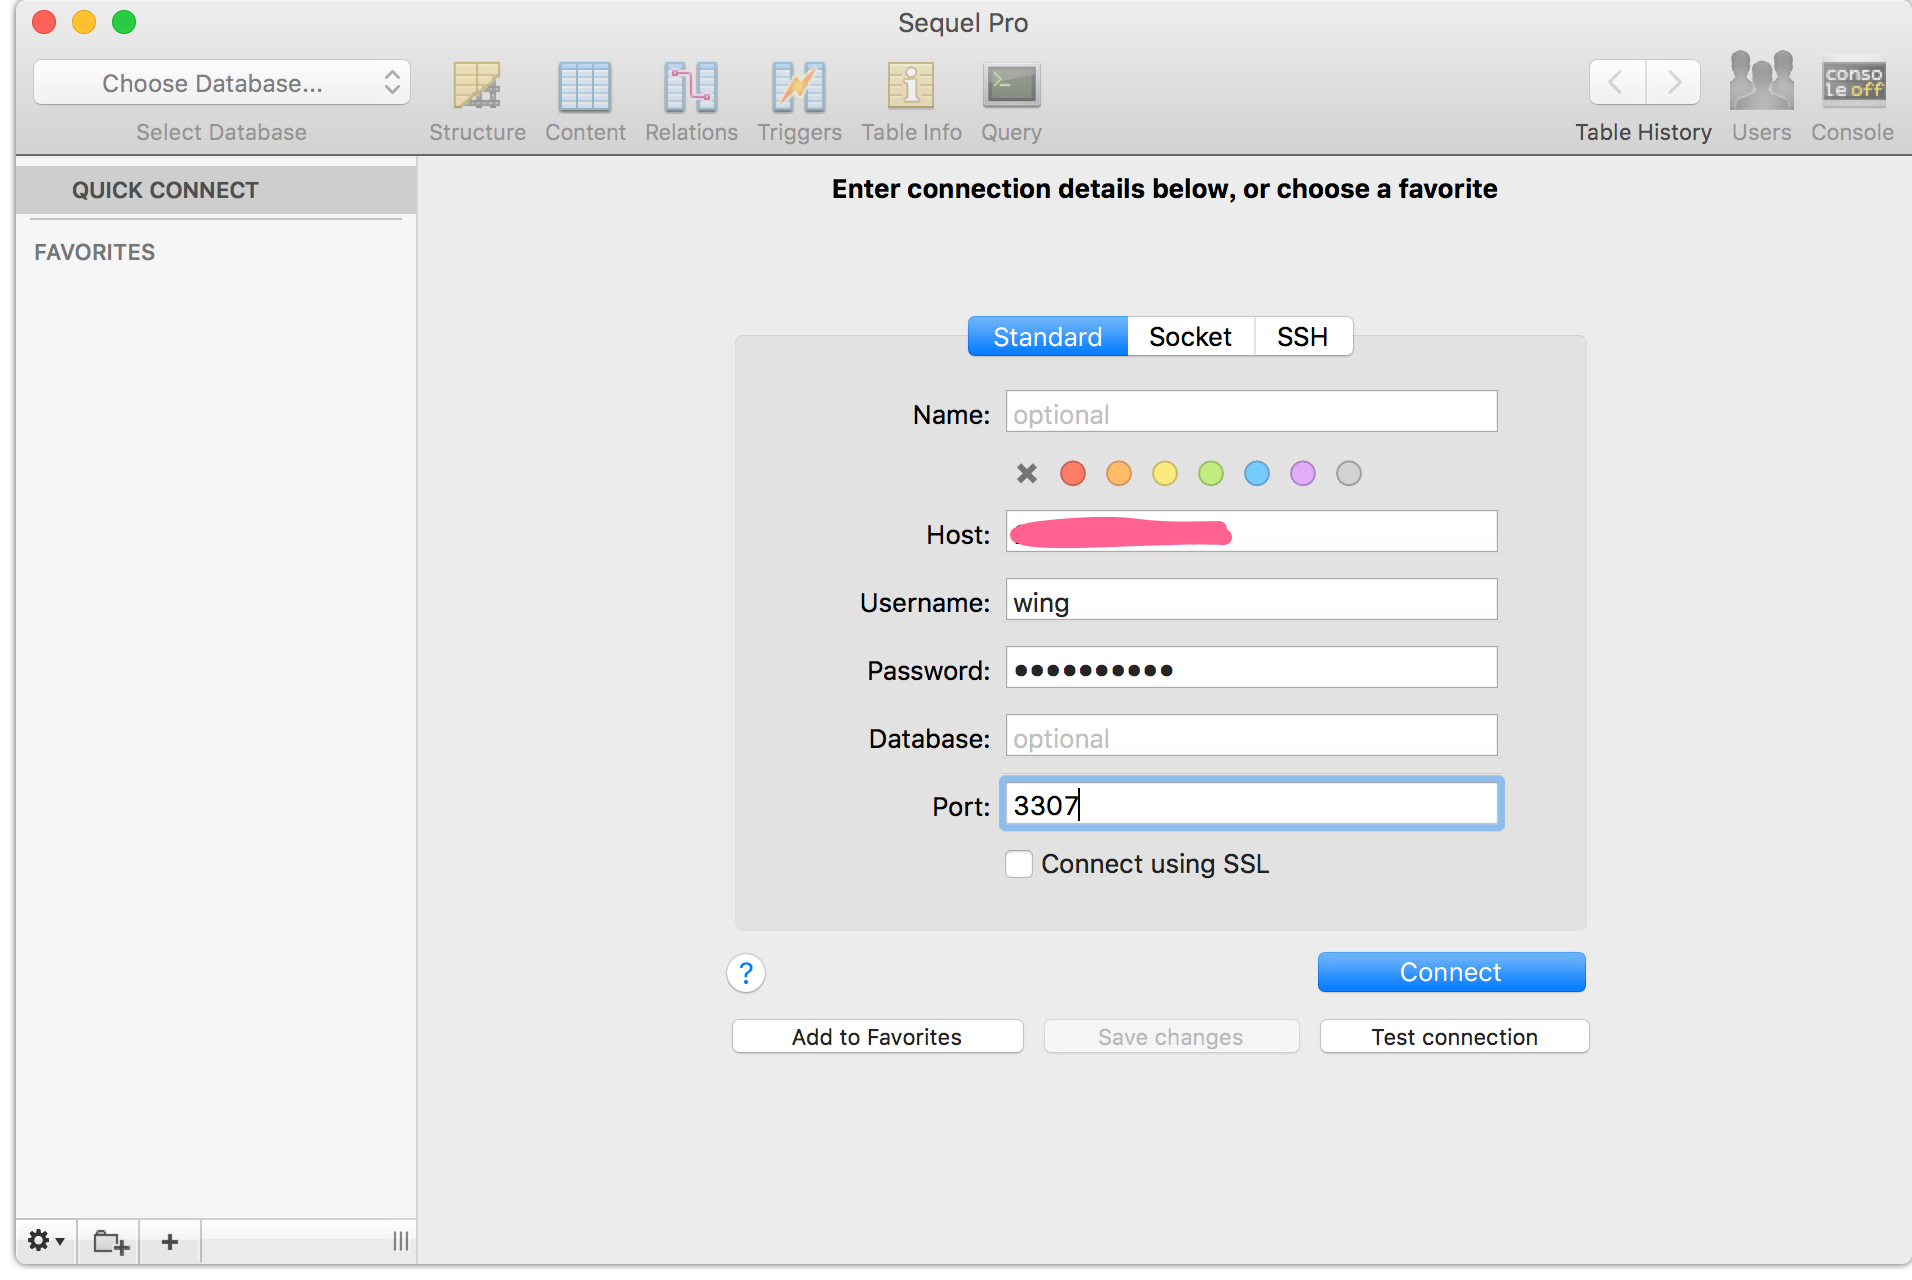 Sequel Pro
Choose Database...
Select Database
Structure
Content
Relations
Triggers
Table Info
Query
Table History
Users
conso
le off
Console
QUICK CONNECT
FAVORITES
Enter connection details below, or choose a favorite
Standard
Socket
SSH
Name: optional
Host:
Username: wing
Password: ●●●●●●●●●●
Database: optional
Port: 3307
Connect using SSL
?
Connect
Add to Favorites
Save changes
Test connection